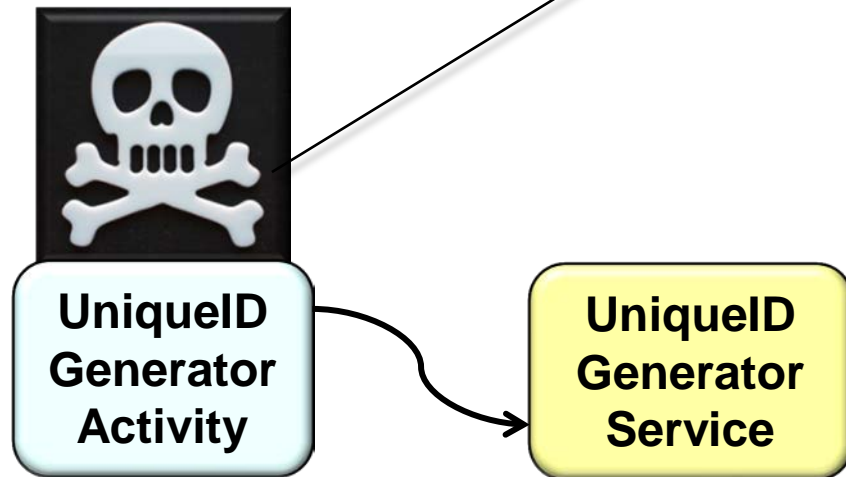 UniqueID
Generator
Activity
UniqueID
Generator
Service